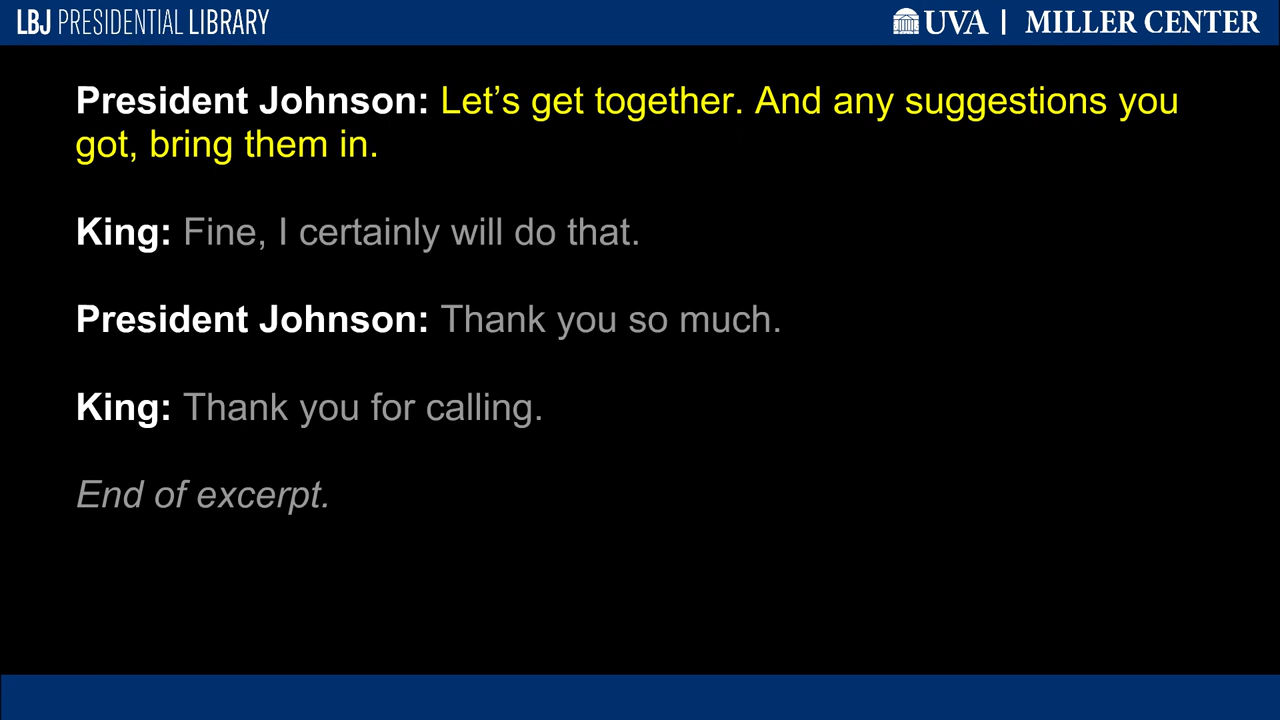 LBJ PRESIDENTIAL LIBRARY
UVA | MILLER CENTER
President Johnson: Let’s get together. And any suggestions you
got, bring them in.
King: Fine, I certainly will do that.
President Johnson: Thank you so much.
King: Thank you for calling.
End of excerpt.